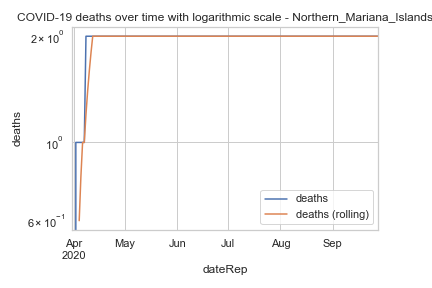 COVID-19 deaths over time with logarithmic scale - Northern_Mariana_Islands
2 × 10⁰
10⁰
6 × 10⁻¹
deaths
deaths
deaths (rolling)
Apr May Jun Jul Aug Sep
2020
dateRep